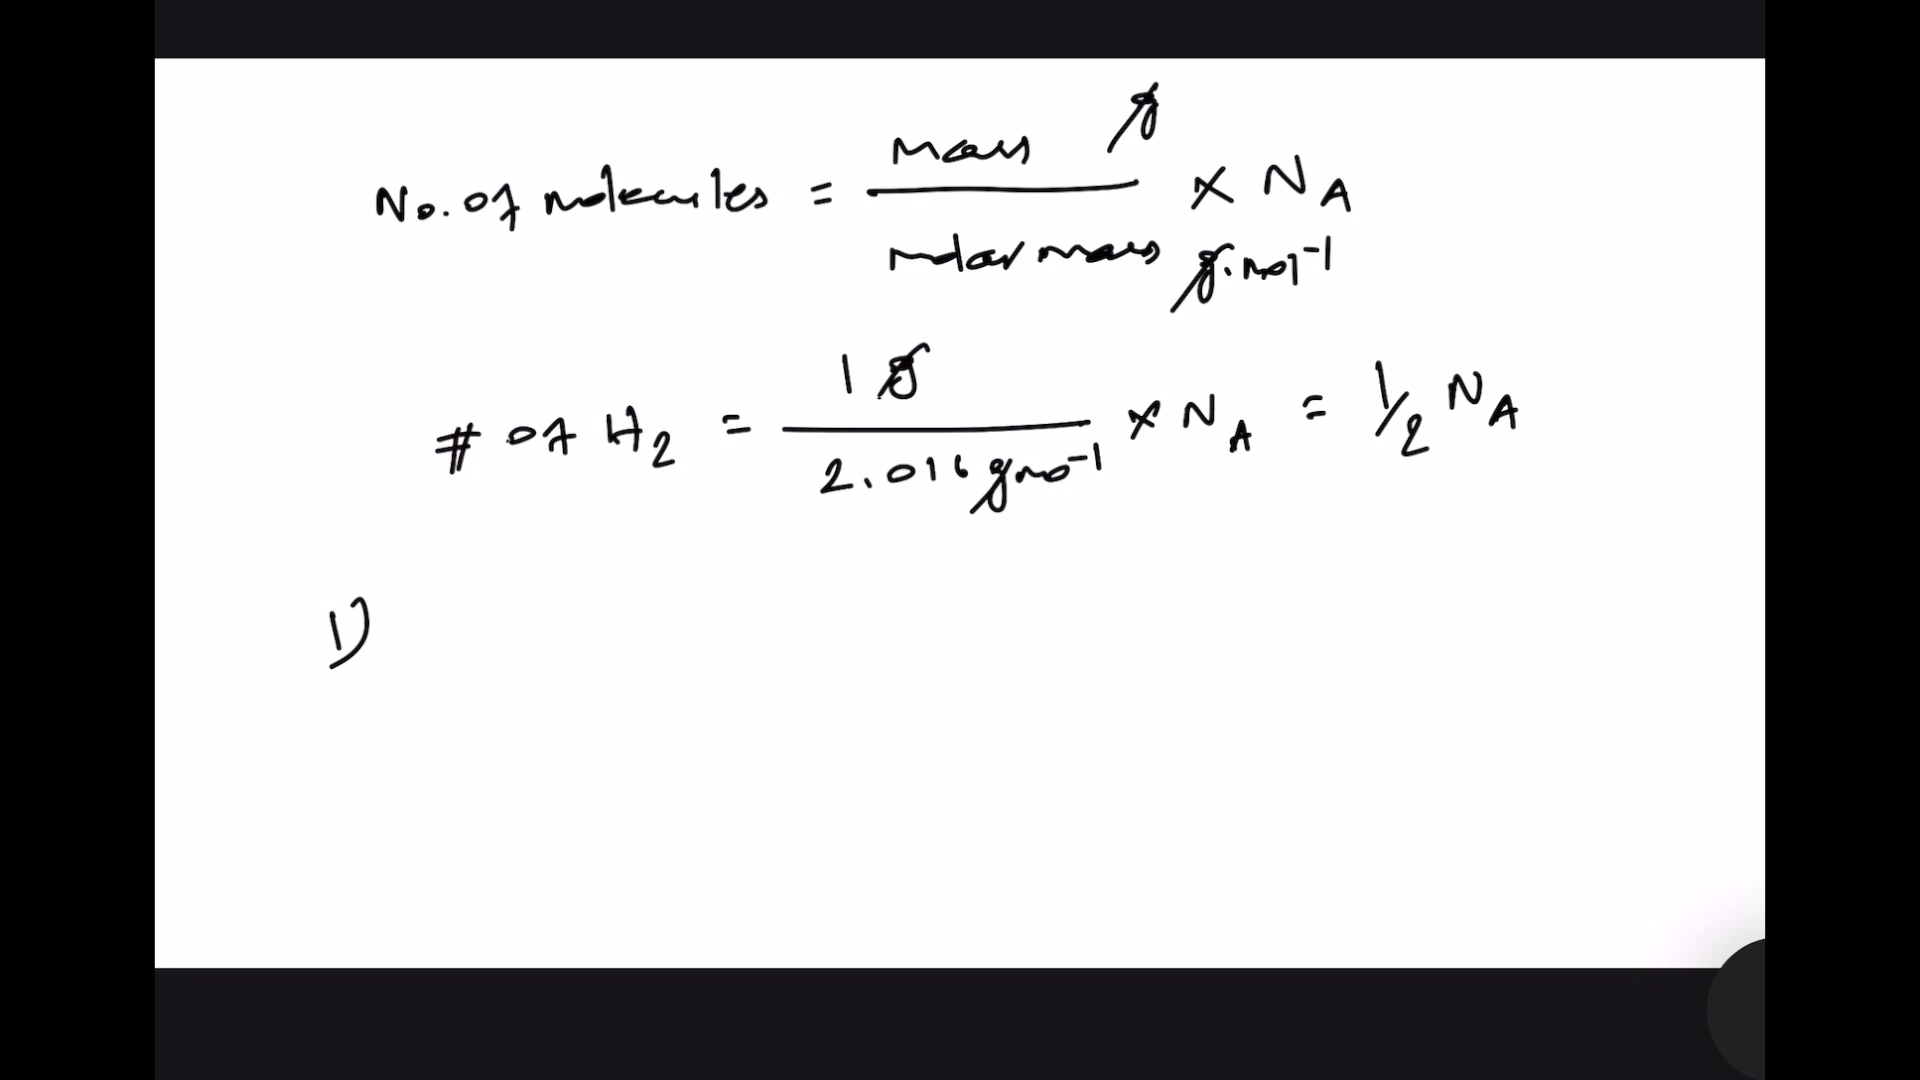 No. of molecules = mass g / molar mass g.mol⁻¹ × N_A
# of H₂ = 1 g / 2.016 g mo⁻¹ × N_A = 1/2 N_A
1)